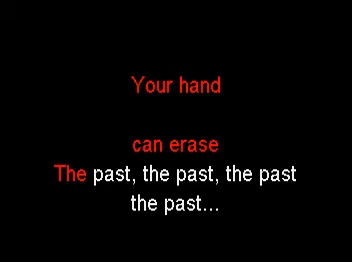 Your hand
can erase
The past, the past, the past
the past...